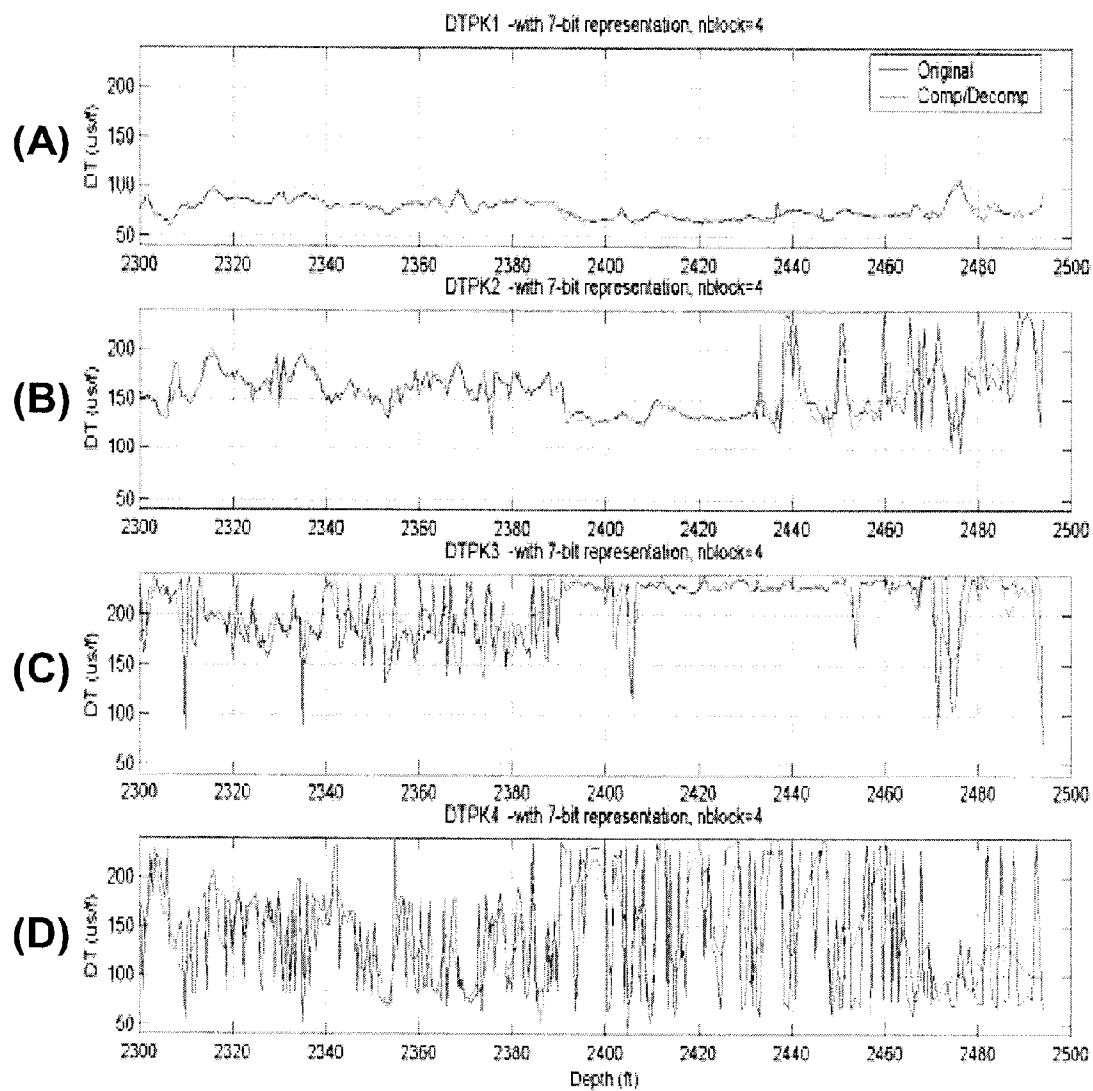 DTPK1 -with 7-bit representation, nblock=4
(A)
DT (us/f)
200
150
100
50
Original
Comp/Decomp
2300 2320 2340 2360 2380 2400 2420 2440 2460 2480 2500
DTPK2 -with 7-bit representation, nblock=4
(B)
DT (us/f)
200
150
100
50
2300 2320 2340 2360 2380 2400 2420 2440 2460 2480 2500
DTPK3 -with 7-bit representation, nblock=4
(C)
DT (us/f)
200
150
100
50
2300 2320 2340 2360 2380 2400 2420 2440 2460 2480 2500
DTPK4 -with 7-bit representation, nblock=4
(D)
DT (us/f)
200
150
100
50
2300 2320 2340 2360 2380 2400 2420 2440 2460 2480 2500
Depth (ft)